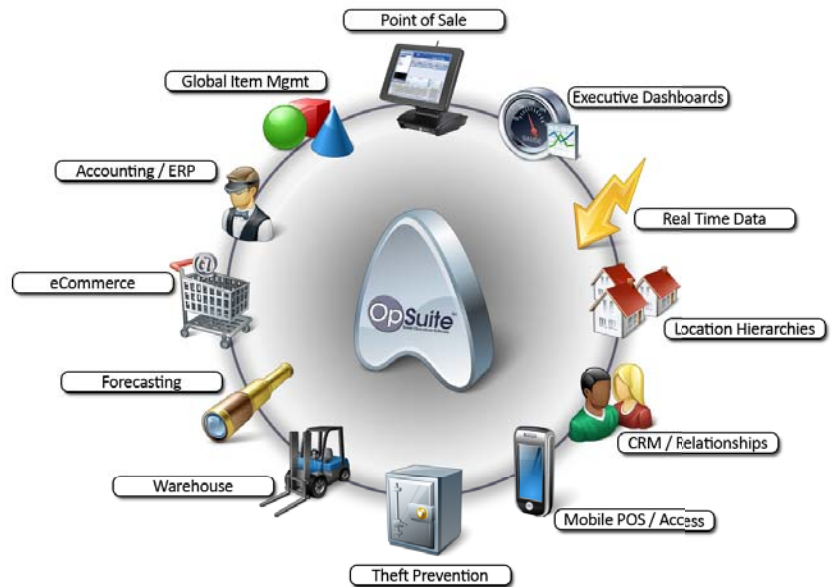 Point of Sale
Global Item Mgmt
Executive Dashboards
Accounting / ERP
Real Time Data
eCommerce
OpSuite
Location Hierarchies
Forecasting
CRM / Relationships
Warehouse
Mobile POS / Access
Theft Prevention